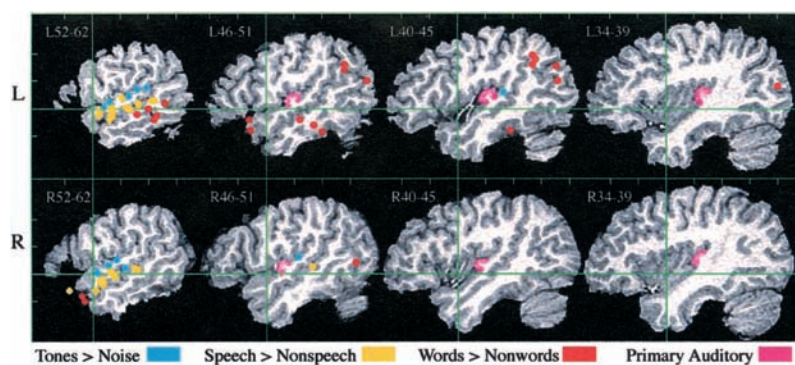 L52-62 L46-51 L40-45 L34-39
L
R52-62 R46-51 R40-45 R34-39
R
Tones > Noise Speech > Nonspeech Words > Nonwords Primary Auditory